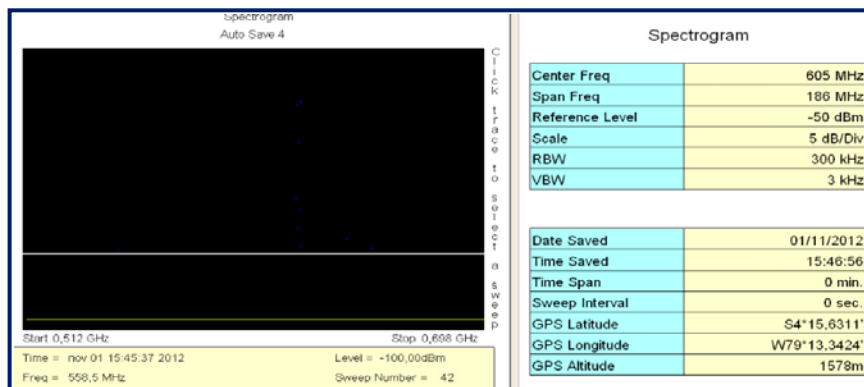 Spectrogram
Auto Save 4
Click trace to select a sweep
Start 0,512 GHz Stop 0,698 GHz
Time = nov 01 15:45:37 2012 Level = -100,00dBm
Freq = 558,5 MHz Sweep Number = 42
Spectrogram
Center Freq 605 MHz
Span Freq 186 MHz
Reference Level -50 dBm
Scale 5 dB/Div
RBW 300 kHz
VBW 3 kHz
Date Saved 01/11/2012
Time Saved 15:46:56
Time Span 0 min.
Sweep Interval 0 sec.
GPS Latitude S4°15,6311'
GPS Longitude W79°13,3424'
GPS Altitude 1578m